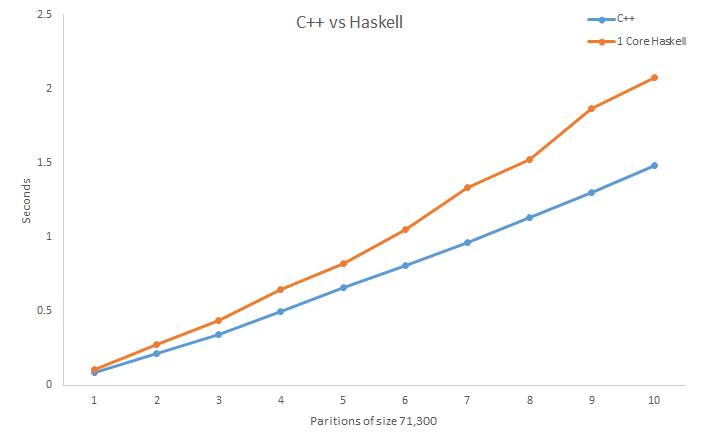 C++ vs Haskell
C++
1 Core Haskell
2.5
2
1.5
1
0.5
0
Seconds
1 2 3 4 5 6 7 8 9 10
Paritions of size 71,300